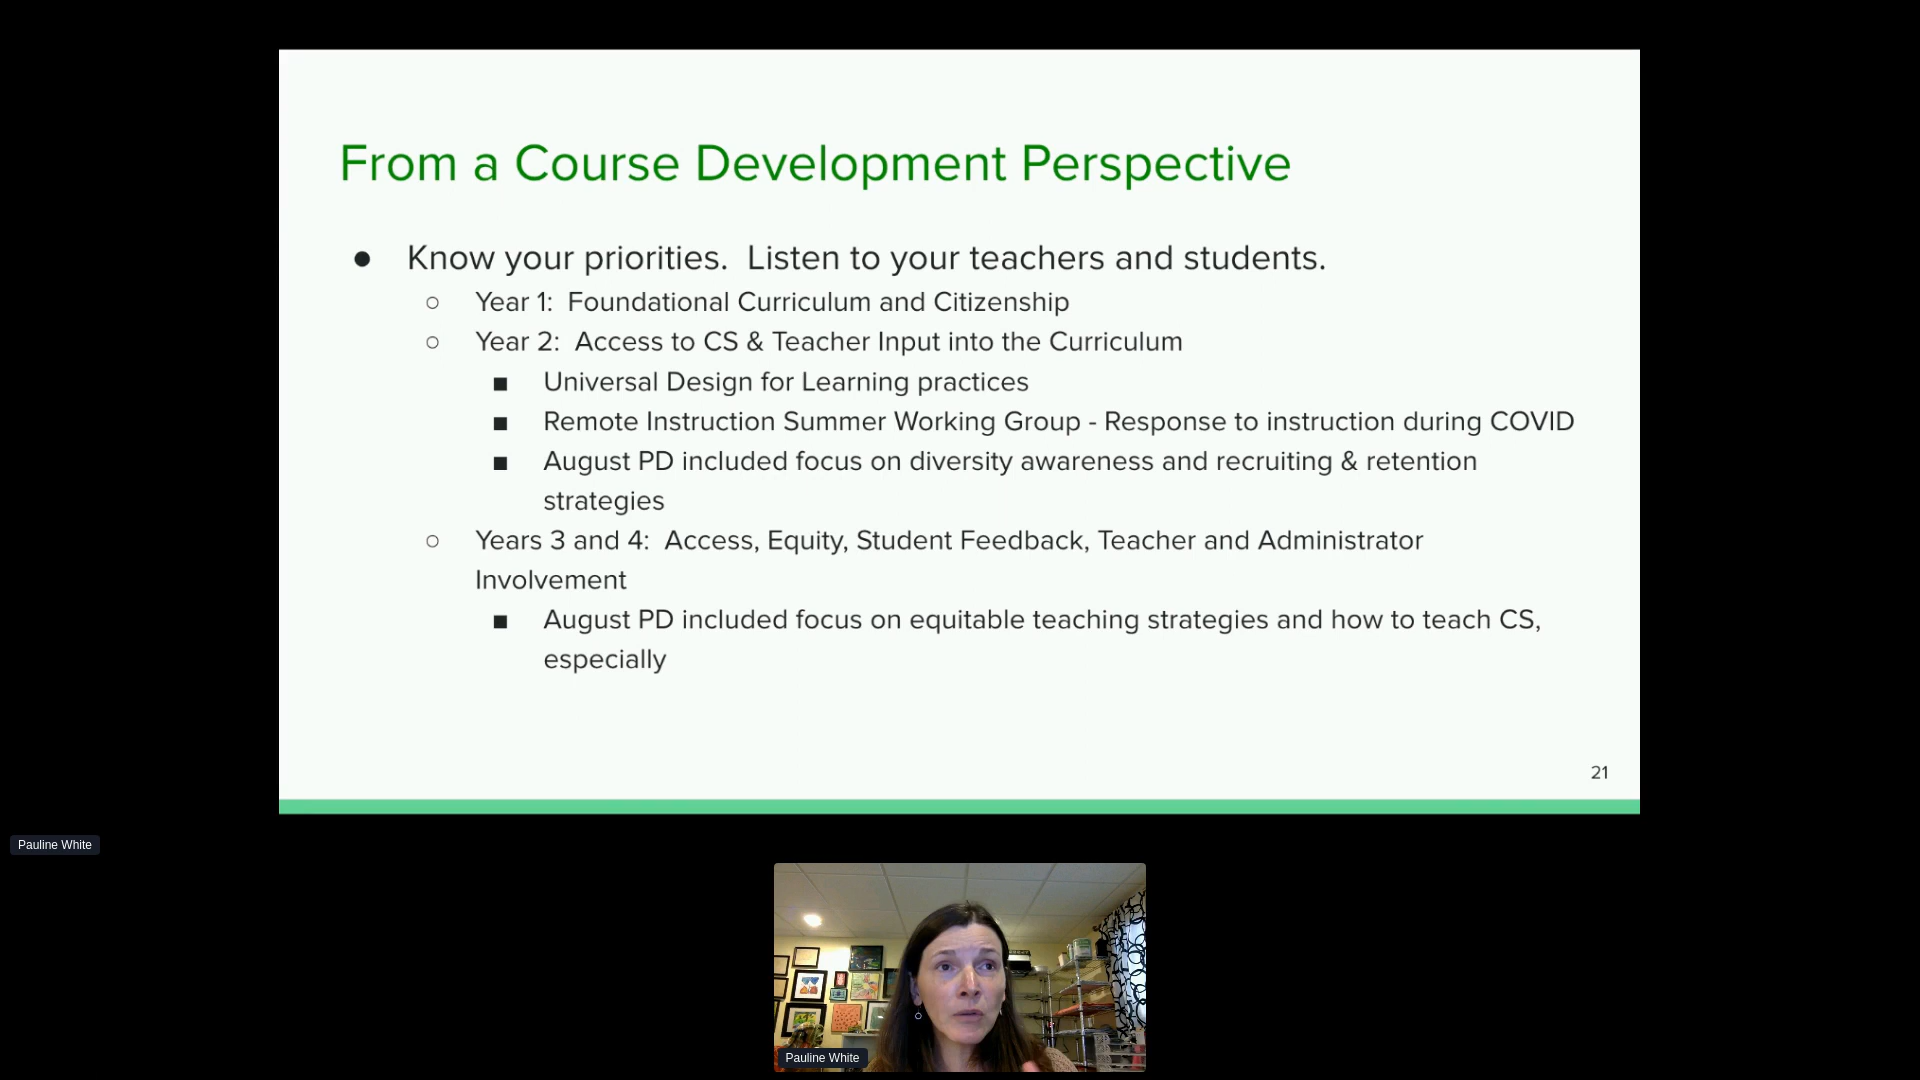 From a Course Development Perspective
● Know your priorities.  Listen to your teachers and students.
○ Year 1:  Foundational Curriculum and Citizenship
○ Year 2:  Access to CS & Teacher Input into the Curriculum
■ Universal Design for Learning practices
■ Remote Instruction Summer Working Group - Response to instruction during COVID
■ August PD included focus on diversity awareness and recruiting & retention
strategies
○ Years 3 and 4:  Access, Equity, Student Feedback, Teacher and Administrator
Involvement
■ August PD included focus on equitable teaching strategies and how to teach CS,
especially
21
Pauline White
Pauline White